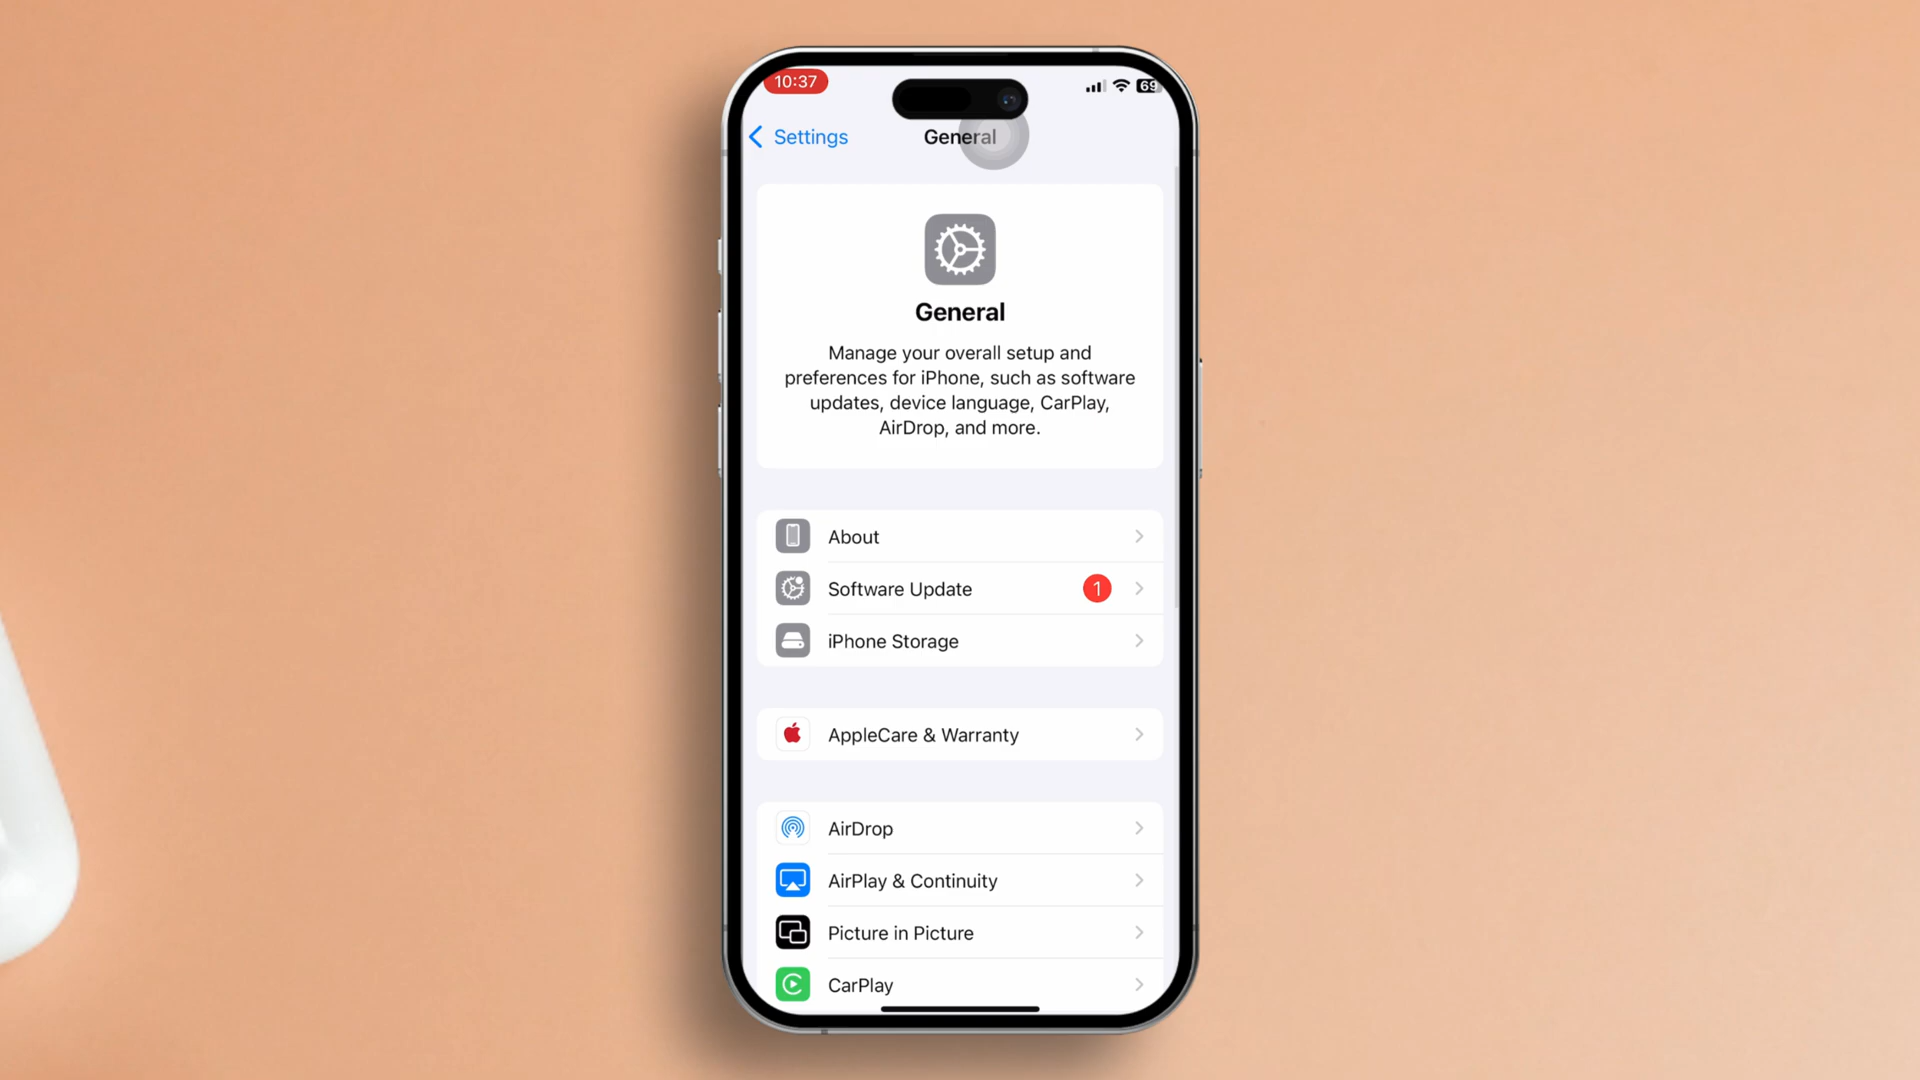 10:37
69
Settings
General
General
Manage your overall setup and
preferences for iPhone, such as software
updates, device language, CarPlay,
AirDrop, and more.
About
Software Update
1
iPhone Storage
AppleCare & Warranty
AirDrop
AirPlay & Continuity
Picture in Picture
CarPlay